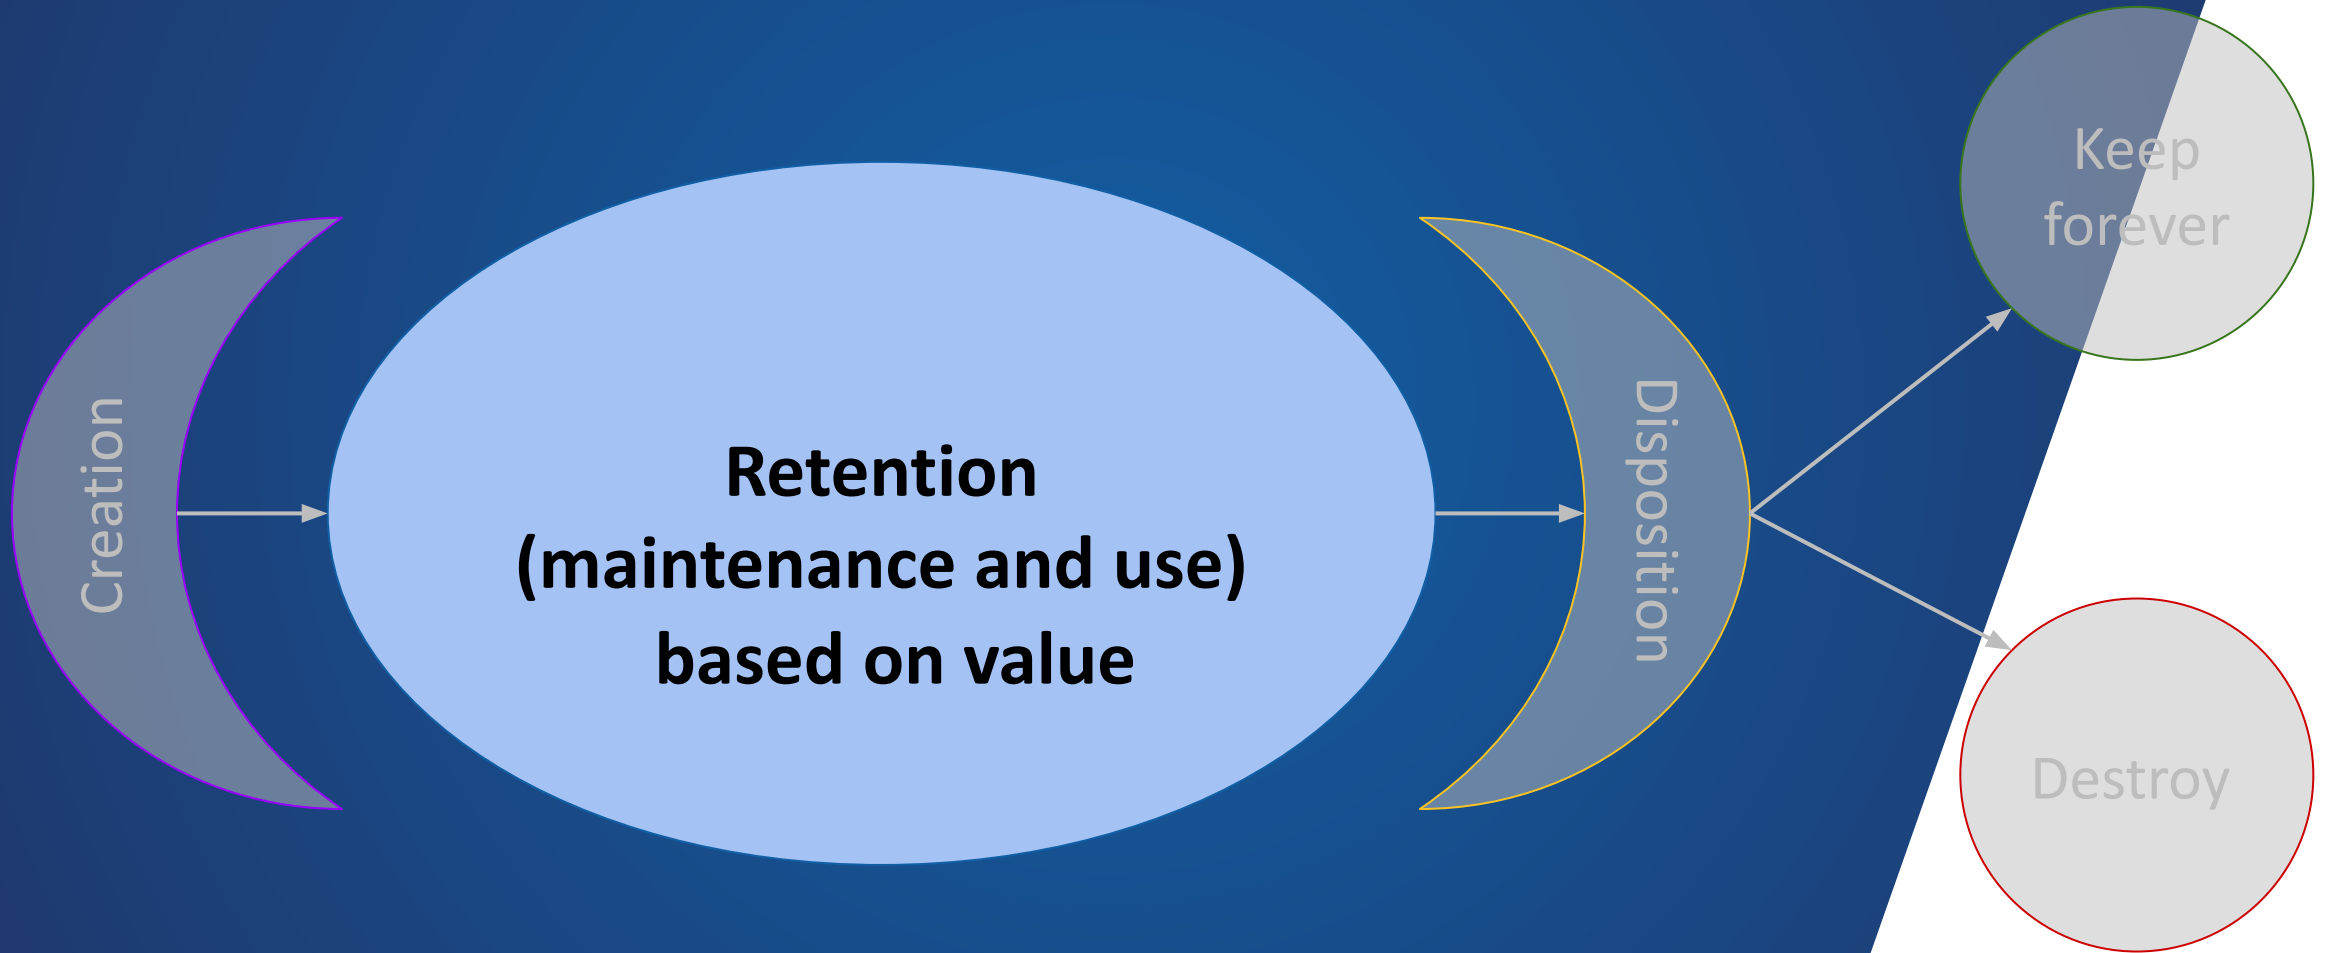 Creation
Retention
(maintenance and use)
based on value
Disposition
Keep
forever
Destroy